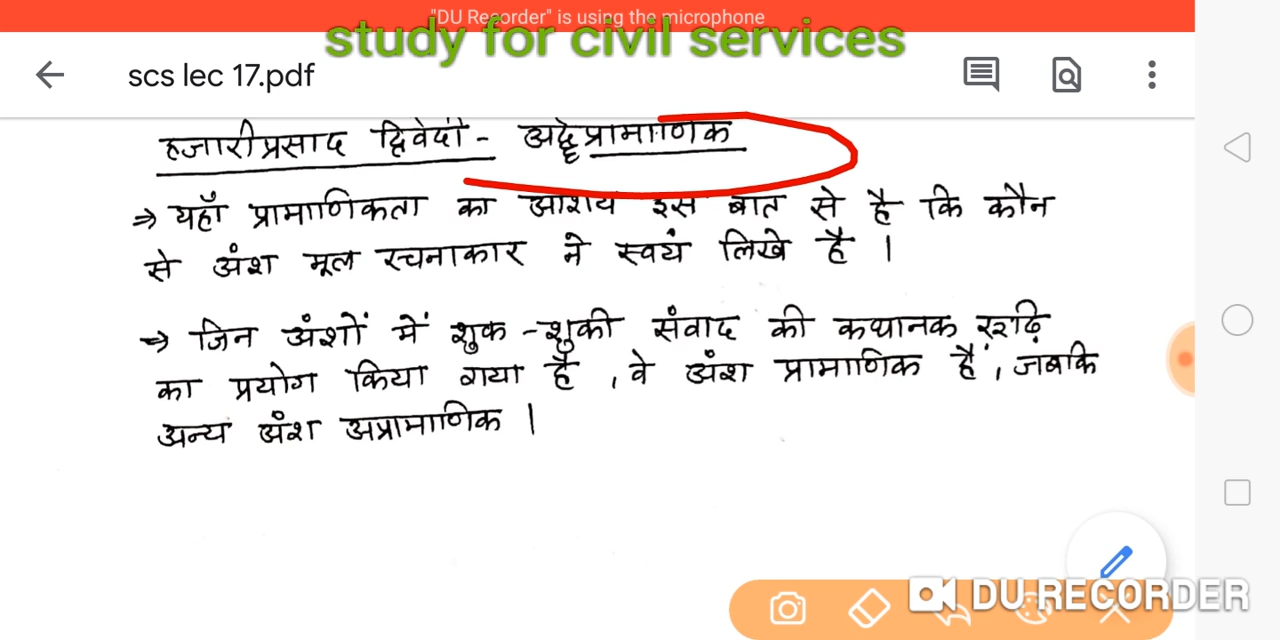 "DU Recorder" is using the microphone
study for civil services
scs lec 17.pdf
हजारीप्रसाद द्विवेदी - अर्द्धप्रामाणिक
⇒ यहाँ प्रामाणिकता का आशय इस बात से है कि कौन
से अंश मूल रचनाकार ने स्वयं लिखे है ।
→ जिन अंशों में शुक - शुकी संवाद की कथानक रूढ़ि
का प्रयोग किया गया है , वे अंश प्रामाणिक हैं , जबकि
अन्य अंश अप्रामाणिक ।
DU RECORDER